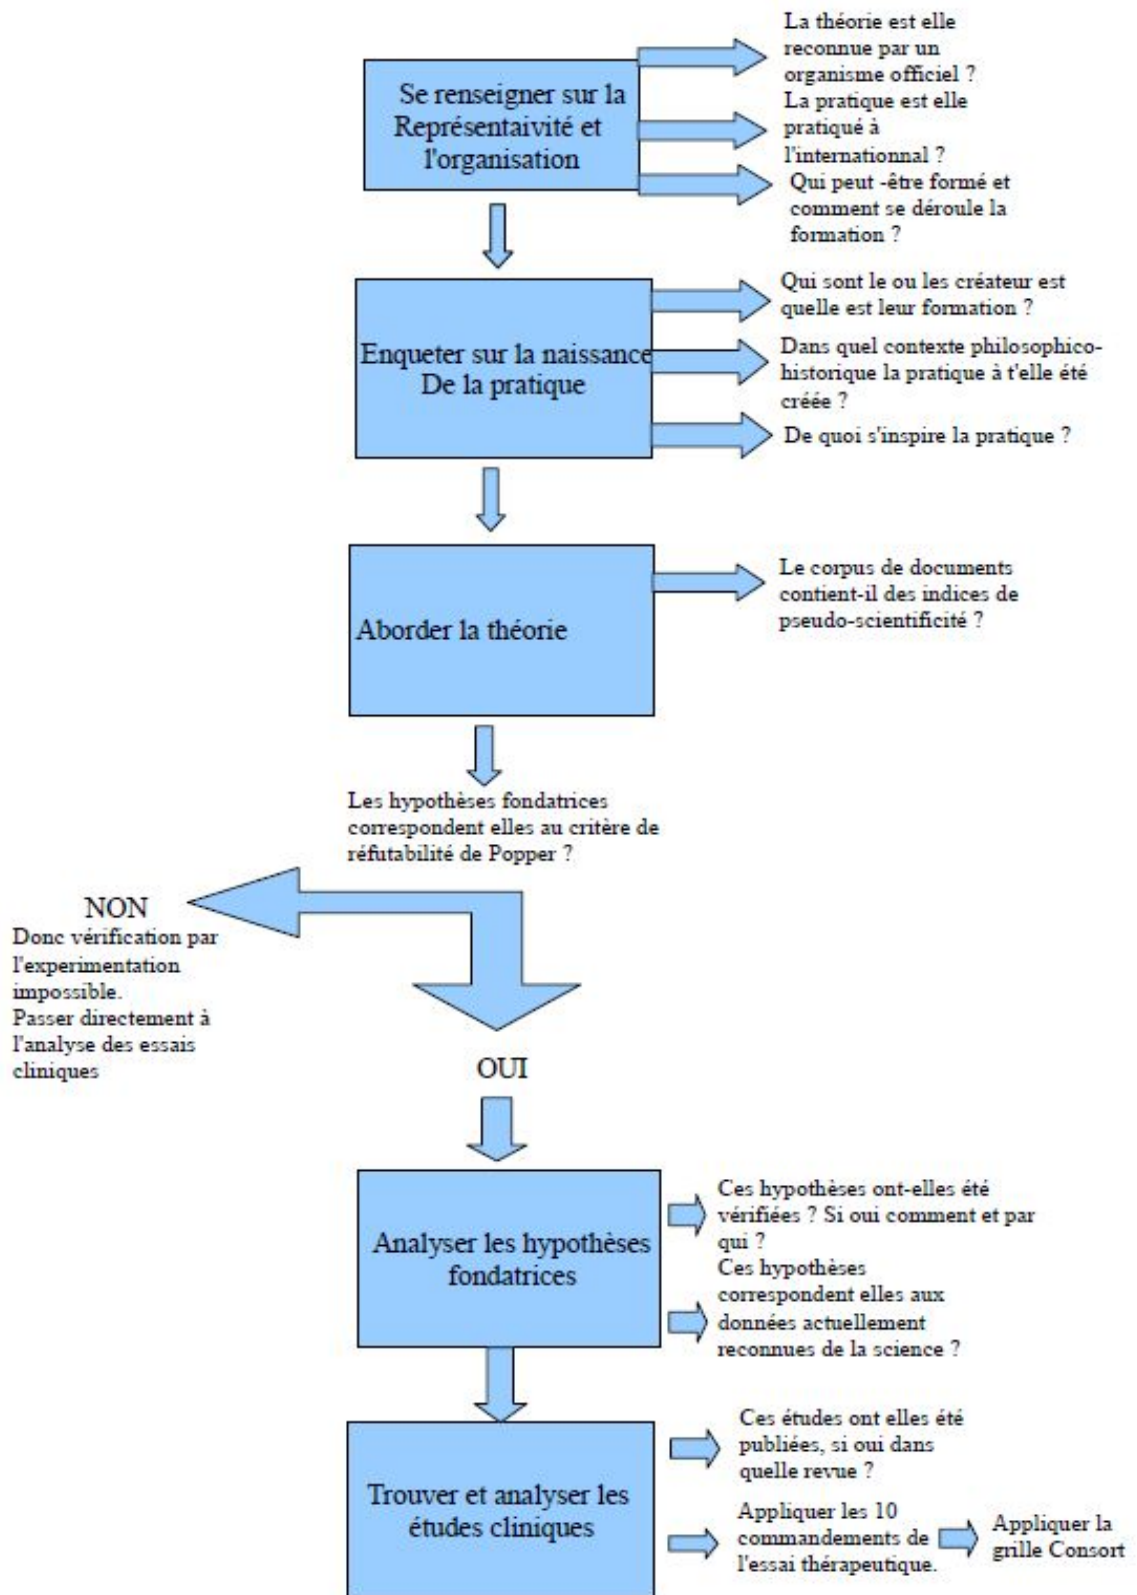 La théorie est elle
reconnue par un
organisme officiel ?
Se renseigner sur la
Représentaivité et
l'organisation
La pratique est elle
pratiqué à
l'internationnal ?
Qui peut -être formé et
comment se déroule la
formation ?
Enqueter sur la naissance
De la pratique
Qui sont le ou les créateur est
quelle est leur formation ?
Dans quel contexte philosophico-
historique la pratique à t'elle été
créée ?
De quoi s'inspire la pratique ?
Aborder la théorie
Le corpus de documents
contient-il des indices de
pseudo-scientificité ?
Les hypothèses fondatrices
correspondent elles au critère de
réfutabilité de Popper ?
NON
Donc vérification par
l'experimentation
impossible.
Passer directement à
l'analyse des essais
cliniques
OUI
Analyser les hypothèses
fondatrices
Ces hypothèses ont-elles été
vérifiées ? Si oui comment et par
qui ?
Ces hypothèses
correspondent elles aux
données actuellement
reconnues de la science ?
Trouver et analyser les
études cliniques
Ces études ont elles été
publiées, si oui dans
quelle revue ?
Appliquer les 10
commandements de
l'essai thérapeutique.
Appliquer la
grille Consort